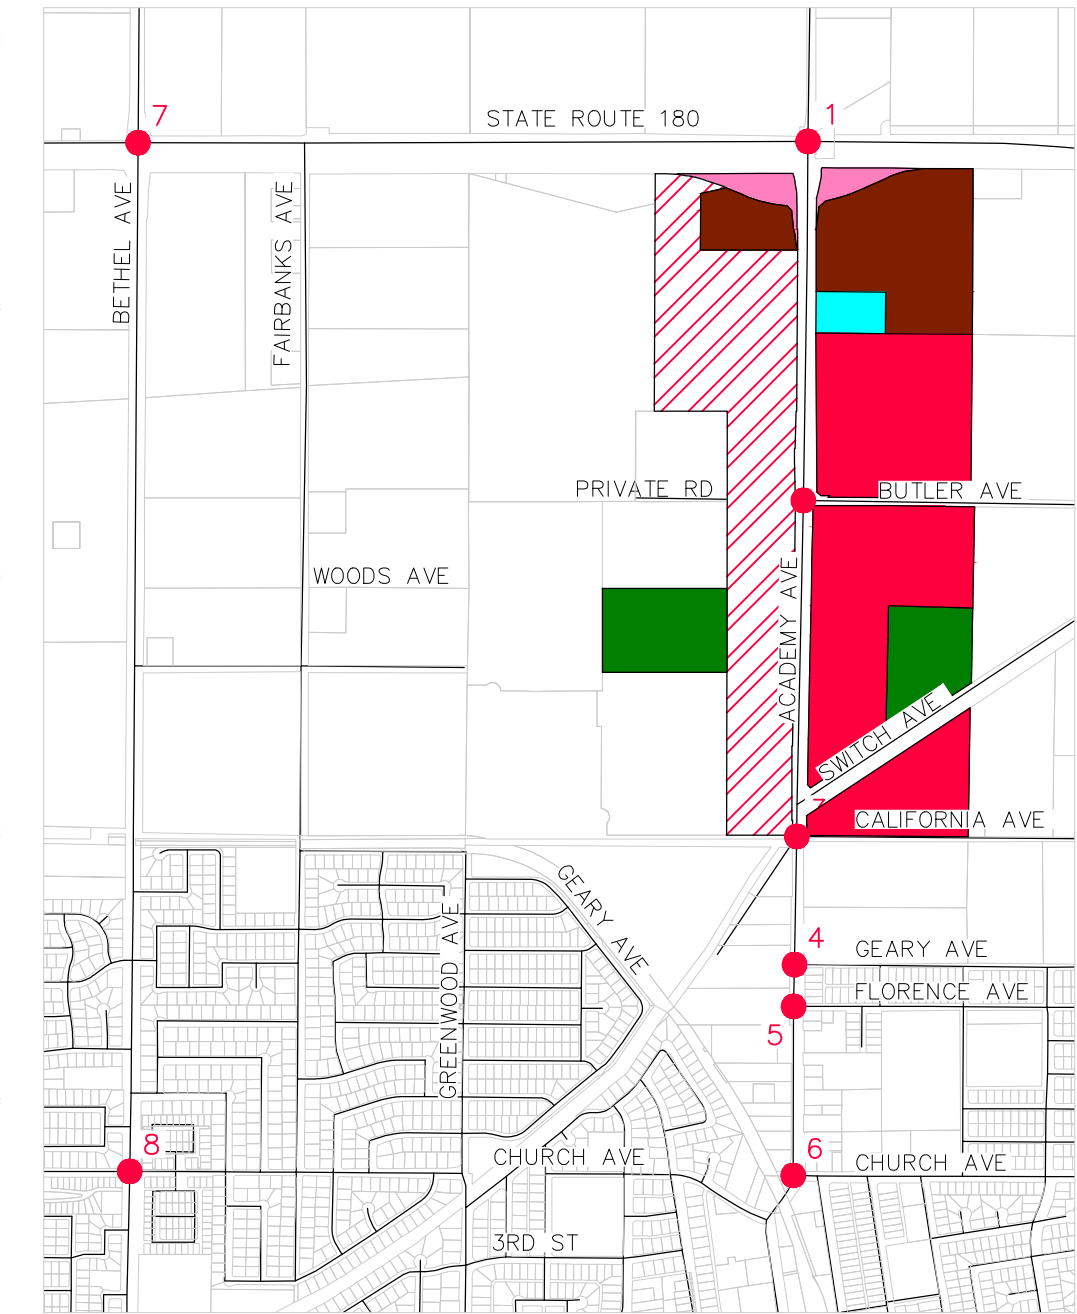 7
1
STATE ROUTE 180
BETHEL AVE
FAIRBANKS AVE
PRIVATE RD
BUTLER AVE
WOODS AVE
ACADEMY AVE
SWITCH AVE
CALIFORNIA AVE
GEARY AVE
GREENWOOD AVE
4
GEARY AVE
FLORENCE AVE
5
8
6
CHURCH AVE
CHURCH AVE
3RD ST